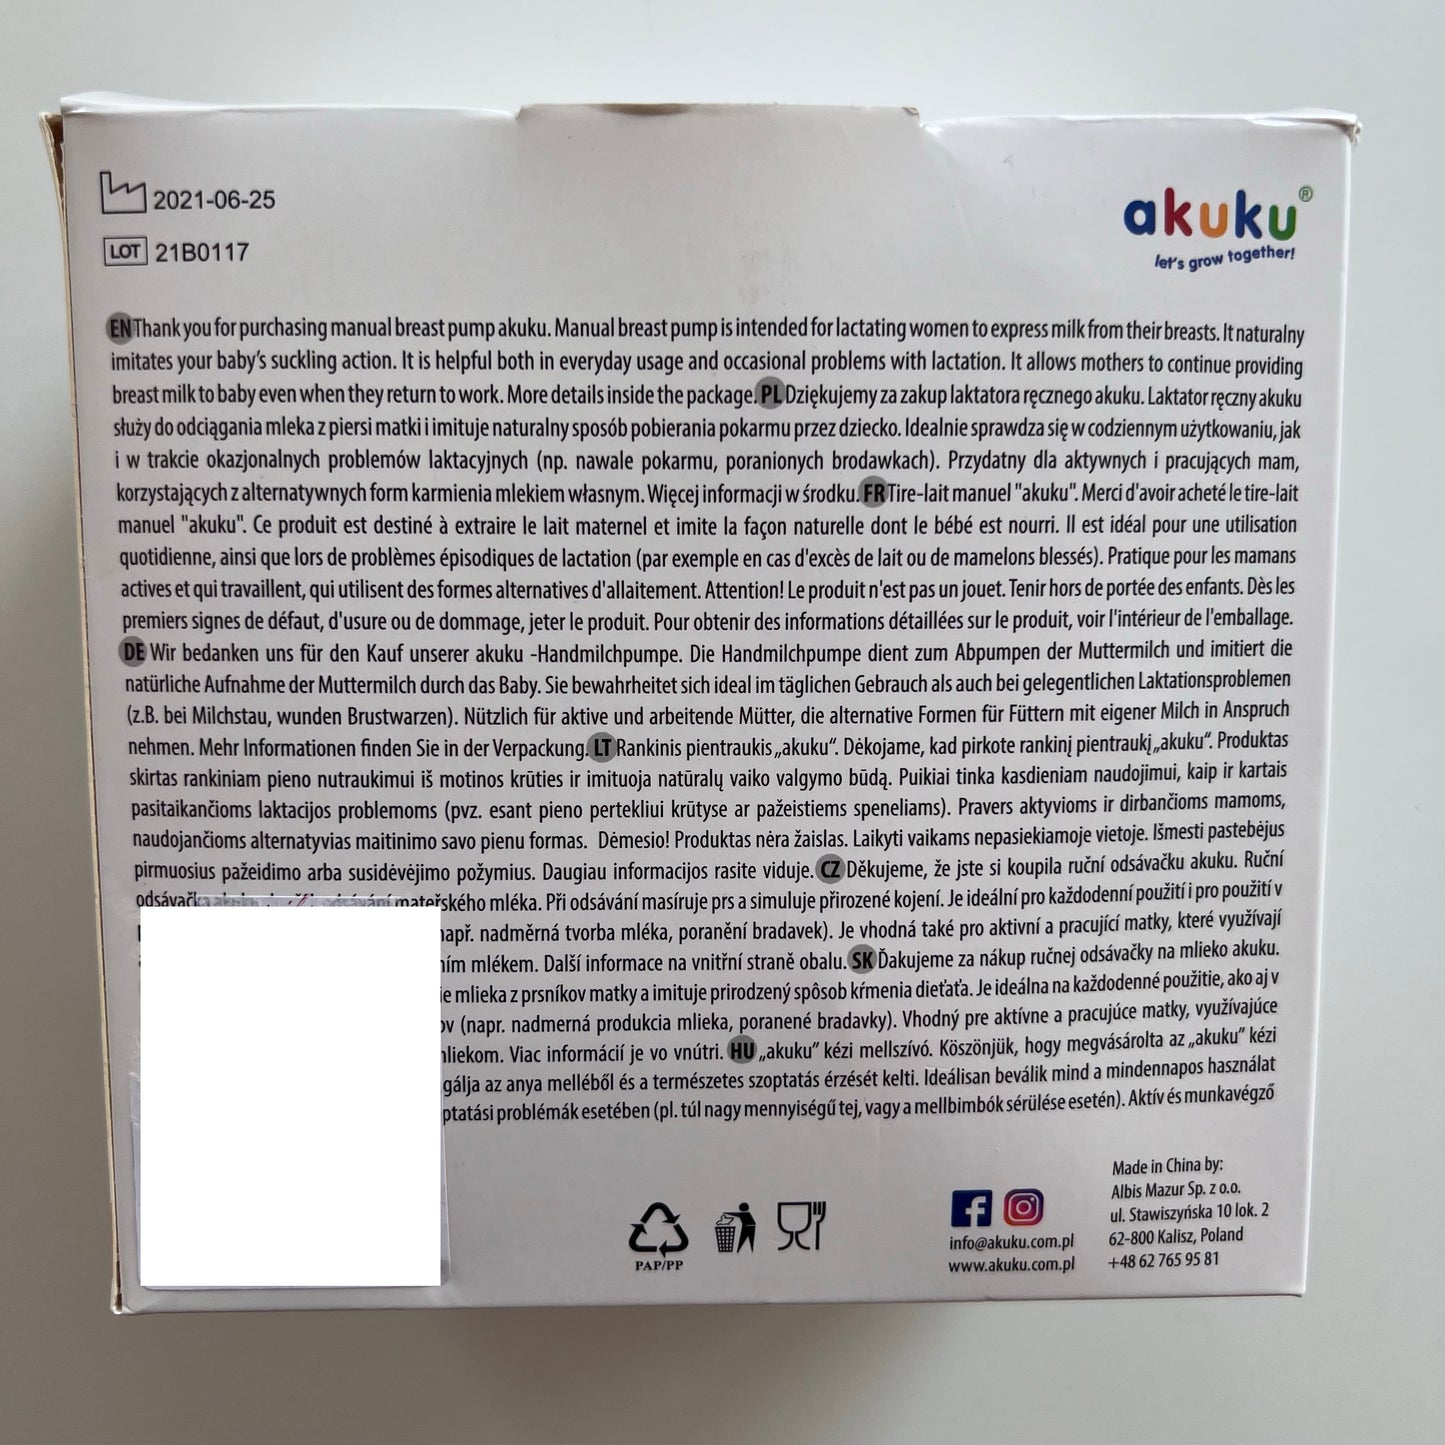 2021-06-25
LOT 21B0117
akuku®
let's grow together!
EN Thank you for purchasing manual breast pump akuku. Manual breast pump is intended for lactating women to express milk from their breasts. It naturalny
imitates your baby's suckling action. It is helpful both in everyday usage and occasional problems with lactation. It allows mothers to continue providing
breast milk to baby even when they return to work. More details inside the package. PL Dziękujemy za zakup laktatora ręcznego akuku. Laktator ręczny akuku
służy do odciągania mleka z piersi matki i imituje naturalny sposób pobierania pokarmu przez dziecko. Idealnie sprawdza się w codziennym użytkowaniu, jak
i w trakcie okazjonalnych problemów laktacyjnych (np. nawale pokarmu, poranionych brodawkach). Przydatny dla aktywnych i pracujących mam,
korzystających z alternatywnych form karmienia mlekiem własnym. Więcej informacji w środku. FR Tire-lait manuel "akuku". Merci d'avoir acheté le tire-lait
manuel "akuku". Ce produit est destiné à extraire le lait maternel et imite la façon naturelle dont le bébé est nourri. Il est idéal pour une utilisation
quotidienne, ainsi que lors de problèmes épisodiques de lactation (par exemple en cas d'excès de lait ou de mamelons blessés). Pratique pour les mamans
actives et qui travaillent, qui utilisent des formes alternatives d'allaitement. Attention! Le produit n'est pas un jouet. Tenir hors de portée des enfants. Dès les
premiers signes de défaut, d'usure ou de dommage, jeter le produit. Pour obtenir des informations détaillées sur le produit, voir l'intérieur de l'emballage.
DE Wir bedanken uns für den Kauf unserer akuku -Handmilchpumpe. Die Handmilchpumpe dient zum Abpumpen der Muttermilch und imitiert die
natürliche Aufnahme der Muttermilch durch das Baby. Sie bewahrheitet sich ideal im täglichen Gebrauch als auch bei gelegentlichen Laktationsproblemen
(z.B. bei Milchstau, wunden Brustwarzen). Nützlich für aktive und arbeitende Mütter, die alternative Formen für Füttern mit eigener Milch in Anspruch
nehmen. Mehr Informationen finden Sie in der Verpackung. LT Rankinis pientraukis „akuku“. Dėkojame, kad pirkote rankinį pientraukį „akuku“. Produktas
skirtas rankiniam pieno nutraukimui iš motinos krūties ir imituoja natūralų vaiko valgymo būdą. Puikiai tinka kasdieniam naudojimui, kaip ir kartais
pasitaikančioms laktacijos problemoms (pvz. esant pieno pertekliui krūtyse ar pažeistiems speneliams). Pravers aktyvioms ir dirbančioms mamoms,
naudojančioms alternatyvias maitinimo savo pienu formas. Dėmesio! Produktas nėra žaislas. Laikyti vaikams nepasiekiamoje vietoje. Išmesti pastebėjus
pirmuosius pažeidimo arba susidėvėjimo požymius. Daugiau informacijos rasite viduje. CZ Děkujeme, že jste si koupila ruční odsávačku akuku. Ruční
mateřského mléka. Při odsávání masíruje prs a simuluje přirozené kojení. Je ideální pro každodenní použití i pro použití v
např. nadměrná tvorba mléka, poranění bradavek). Je vhodná také pro aktivní a pracující matky, které využívají
ním mlékem. Další informace na vnitřní straně obalu. SK Ďakujeme za nákup ručnej odsávačky na mlieko akuku.
ie mlieka z prsníkov matky a imituje prirodzený spôsob kŕmenia dieťaťa. Je ideálna na každodenné použitie, ako aj v
ov (napr. nadmerná produkcia mlieka, poranené bradavky). Vhodný pre aktívne a pracujúce matky, využívajúce
mliekom. Viac informácií je vo vnútri. HU „akuku” kézi mellszívó. Köszönjük, hogy megvásárolta az „akuku” kézi
gálja az anya melléből és a természetes szoptatás érzését kelti. Ideálisan beválik mind a mindennapos használat
ptatási problémák esetében (pl. túl nagy mennyiségű tej, vagy a mellbimbók sérülése esetén). Aktív és munkavégző
PAP/PP
info@akuku.com.pl
www.akuku.com.pl
Made in China by:
Albis Mazur Sp. z o.o.
ul. Stawiszyńska 10 lok. 2
62-800 Kalisz, Poland
+48 62 765 95 81